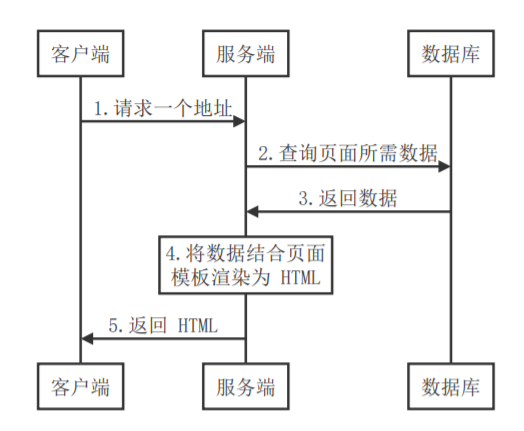 客户端 服务端 数据库
1.请求一个地址
2.查询页面所需数据
3.返回数据
4.将数据结合页面
模板渲染为 HTML
5.返回 HTML
客户端 服务端 数据库